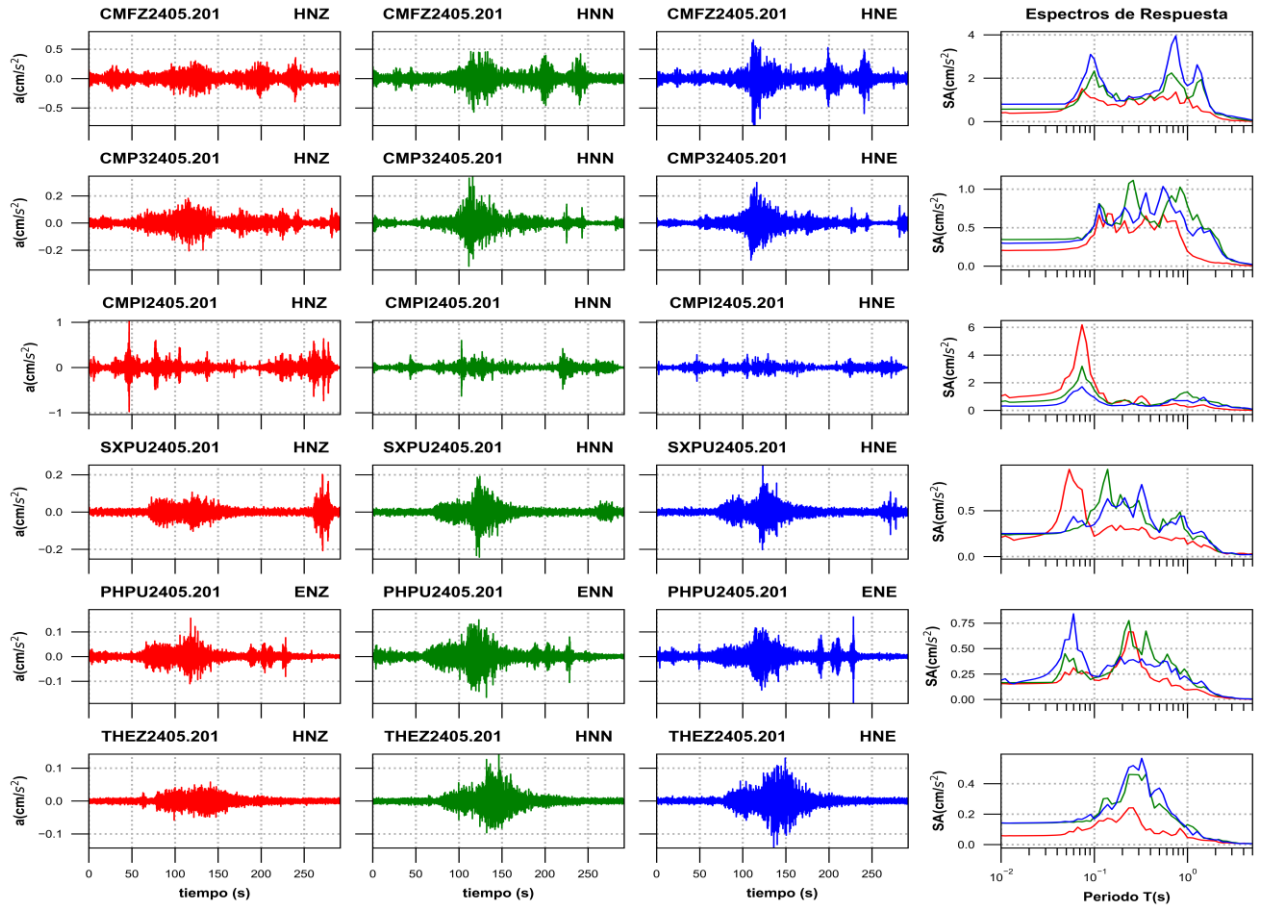 CMFZ2405.201 HNZ CMFZ2405.201 HNN CMFZ2405.201 HNE Espectros de Respuesta
a(cm/s²) 0.5 0.0 −0.5
SA(cm/s²) 4 2 0
CMP32405.201 HNZ CMP32405.201 HNN CMP32405.201 HNE
a(cm/s²) 0.2 0.0 −0.2
SA(cm/s²) 1.0 0.5 0.0
CMPI2405.201 HNZ CMPI2405.201 HNN CMPI2405.201 HNE
a(cm/s²) 1 0 −1
SA(cm/s²) 6 4 2 0
SXPU2405.201 HNZ SXPU2405.201 HNN SXPU2405.201 HNE
a(cm/s²) 0.2 0.0 −0.2
SA(cm/s²) 0.5 0.0
PHPU2405.201 ENZ PHPU2405.201 ENN PHPU2405.201 ENE
a(cm/s²) 0.1 0.0 −0.1
SA(cm/s²) 0.75 0.50 0.25 0.00
THEZ2405.201 HNZ THEZ2405.201 HNN THEZ2405.201 HNE
a(cm/s²) 0.1 0.0 −0.1
SA(cm/s²) 0.4 0.2 0.0
0 50 100 150 200 250 0 50 100 150 200 250 0 50 100 150 200 250 10⁻² 10⁻¹ 10⁰
tiempo (s) tiempo (s) tiempo (s) Periodo T(s)